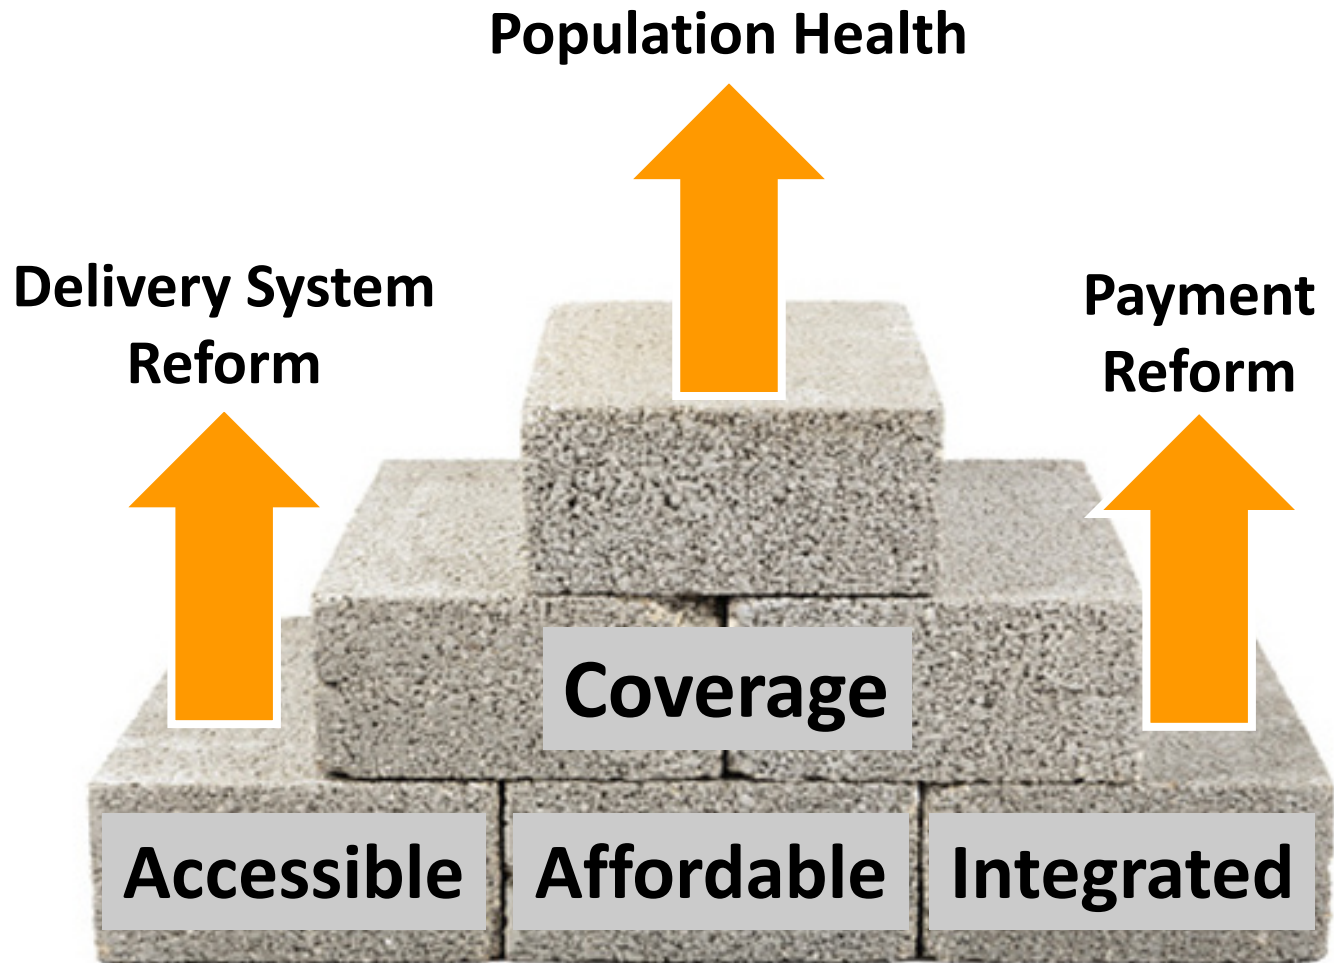 Population Health
Delivery System
Reform
Payment
Reform
Coverage
Accessible
Affordable
Integrated